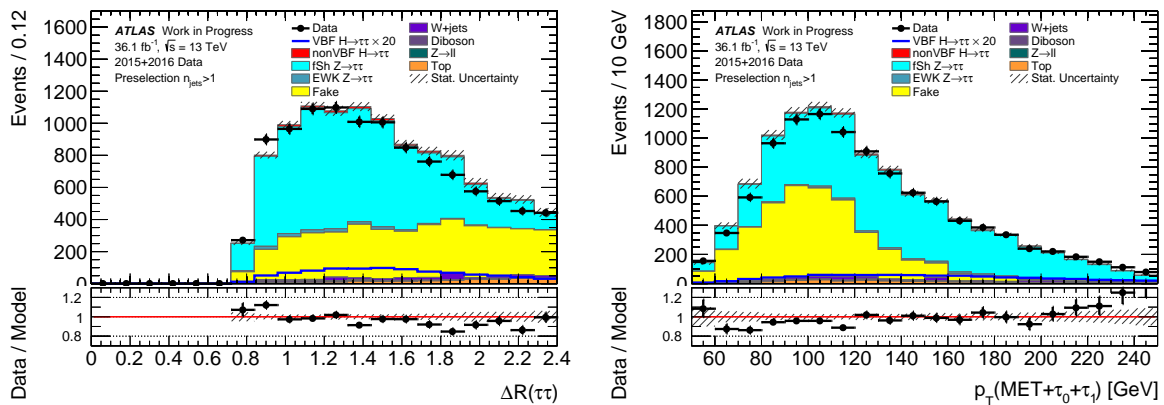 Events / 0.12
1600
1400
1200
1000
800
600
400
200
0
ATLAS Work in Progress
36.1 fb⁻¹, √s = 13 TeV
2015+2016 Data
Preselection n_jets>1
Data
VBF H→ττ × 20
nonVBF H→ττ
fSh Z→ττ
EWK Z→ττ
Fake
W+jets
Diboson
Z→ll
Top
Stat. Uncertainty
Data / Model
1.2
1
0.8
0 0.2 0.4 0.6 0.8 1 1.2 1.4 1.6 1.8 2 2.2 2.4
ΔR(ττ)
Events / 10 GeV
1800
1600
1400
1200
1000
800
600
400
200
0
ATLAS Work in Progress
36.1 fb⁻¹, √s = 13 TeV
2015+2016 Data
Preselection n_jets>1
Data
VBF H→ττ × 20
nonVBF H→ττ
fSh Z→ττ
EWK Z→ττ
Fake
W+jets
Diboson
Z→ll
Top
Stat. Uncertainty
Data / Model
1.2
1
0.8
60 80 100 120 140 160 180 200 220 240
p_T(MET+τ₀+τ₁) [GeV]